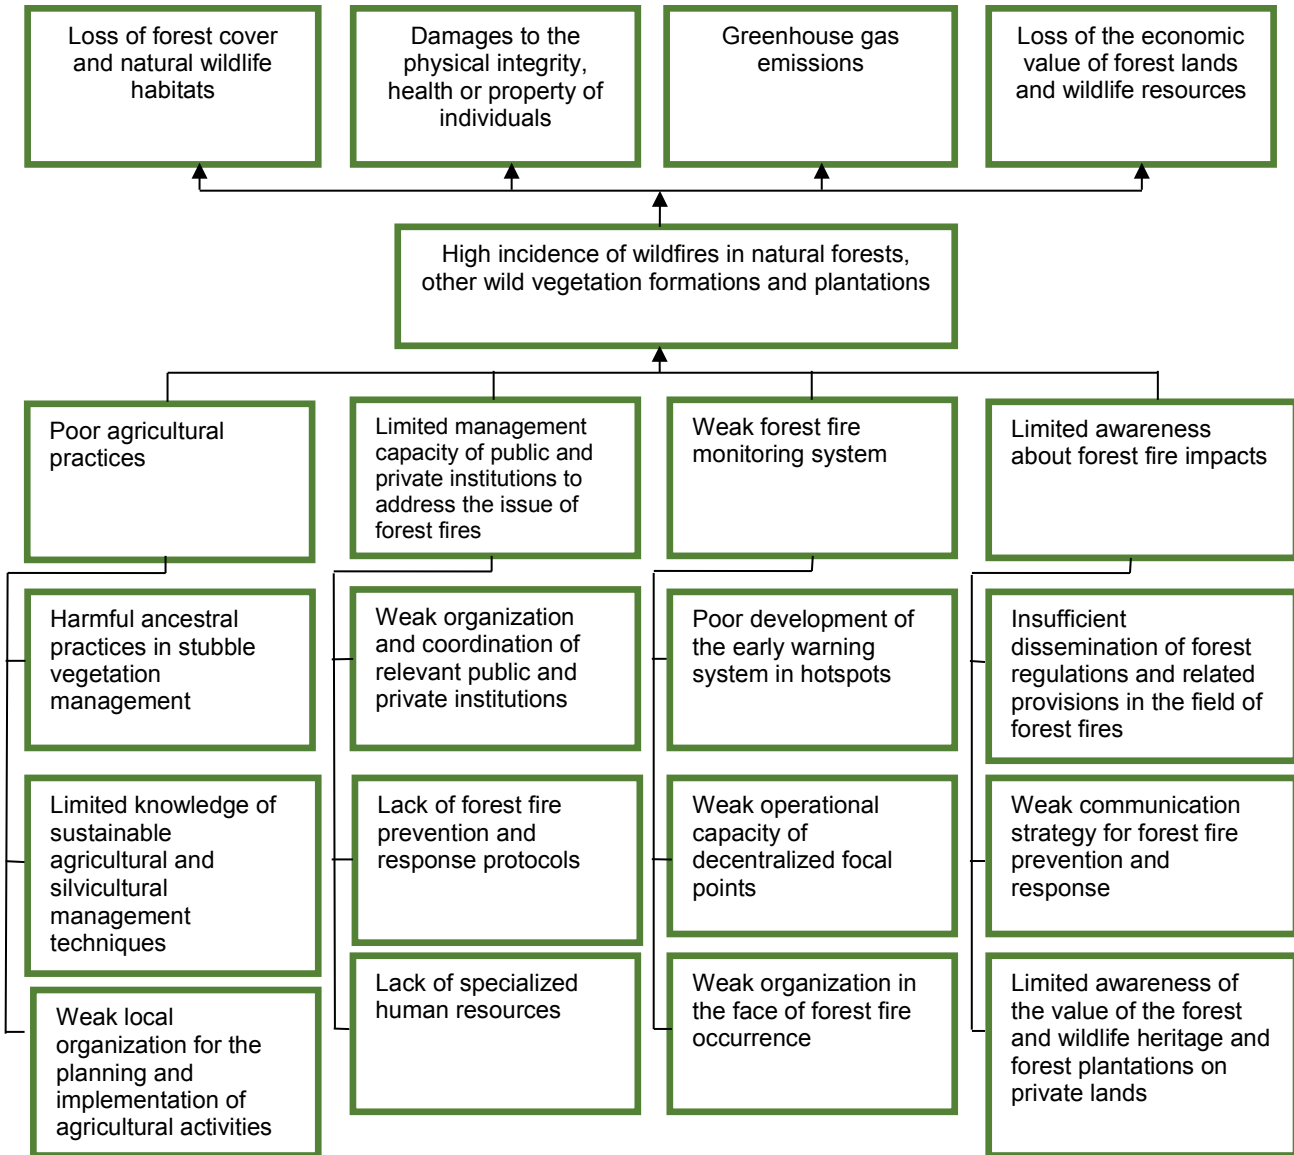 Loss of forest cover
and natural wildlife
habitats
Damages to the
physical integrity,
health or property of
individuals
Greenhouse gas
emissions
Loss of the economic
value of forest lands
and wildlife resources
High incidence of wildfires in natural forests,
other wild vegetation formations and plantations
Poor agricultural
practices
Limited management
capacity of public and
private institutions to
address the issue of
forest fires
Weak forest fire
monitoring system
Limited awareness
about forest fire impacts
Harmful ancestral
practices in stubble
vegetation
management
Weak organization
and coordination of
relevant public and
private institutions
Poor development of
the early warning
system in hotspots
Insufficient
dissemination of forest
regulations and related
provisions in the field of
forest fires
Limited knowledge of
sustainable
agricultural and
silvicultural
management
techniques
Lack of forest fire
prevention and
response protocols
Weak operational
capacity of
decentralized focal
points
Weak communication
strategy for forest fire
prevention and
response
Weak local
organization for the
planning and
implementation of
agricultural activities
Lack of specialized
human resources
Weak organization in
the face of forest fire
occurrence
Limited awareness of
the value of the forest
and wildlife heritage and
forest plantations on
private lands